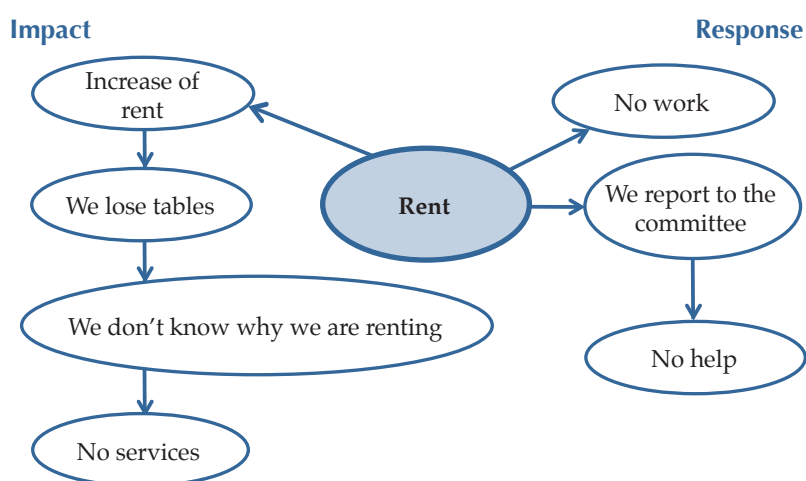 Impact
Response
Increase of
rent
No work
We lose tables
Rent
We report to the
committee
We don't know why we are renting
No help
No services